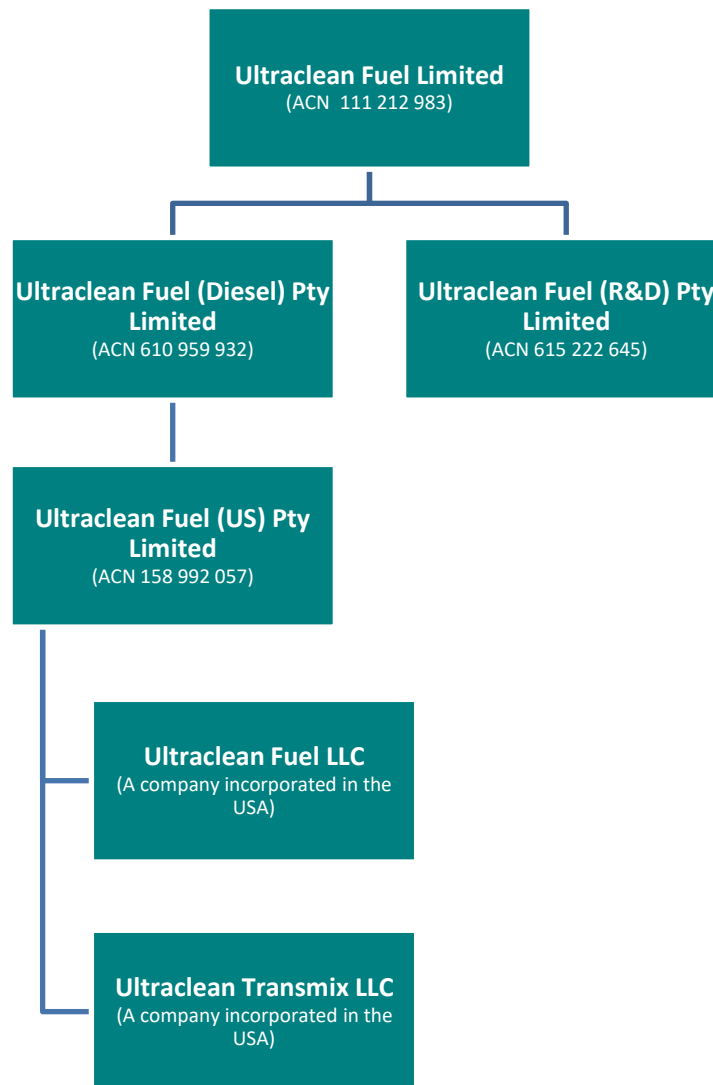 Ultraclean Fuel Limited
(ACN  111 212 983)
Ultraclean Fuel (Diesel) Pty
Limited
(ACN 610 959 932)
Ultraclean Fuel (R&D) Pty
Limited
(ACN 615 222 645)
Ultraclean Fuel (US) Pty
Limited
(ACN 158 992 057)
Ultraclean Fuel LLC
(A company incorporated in the
USA)
Ultraclean Transmix LLC
(A company incorporated in the
USA)